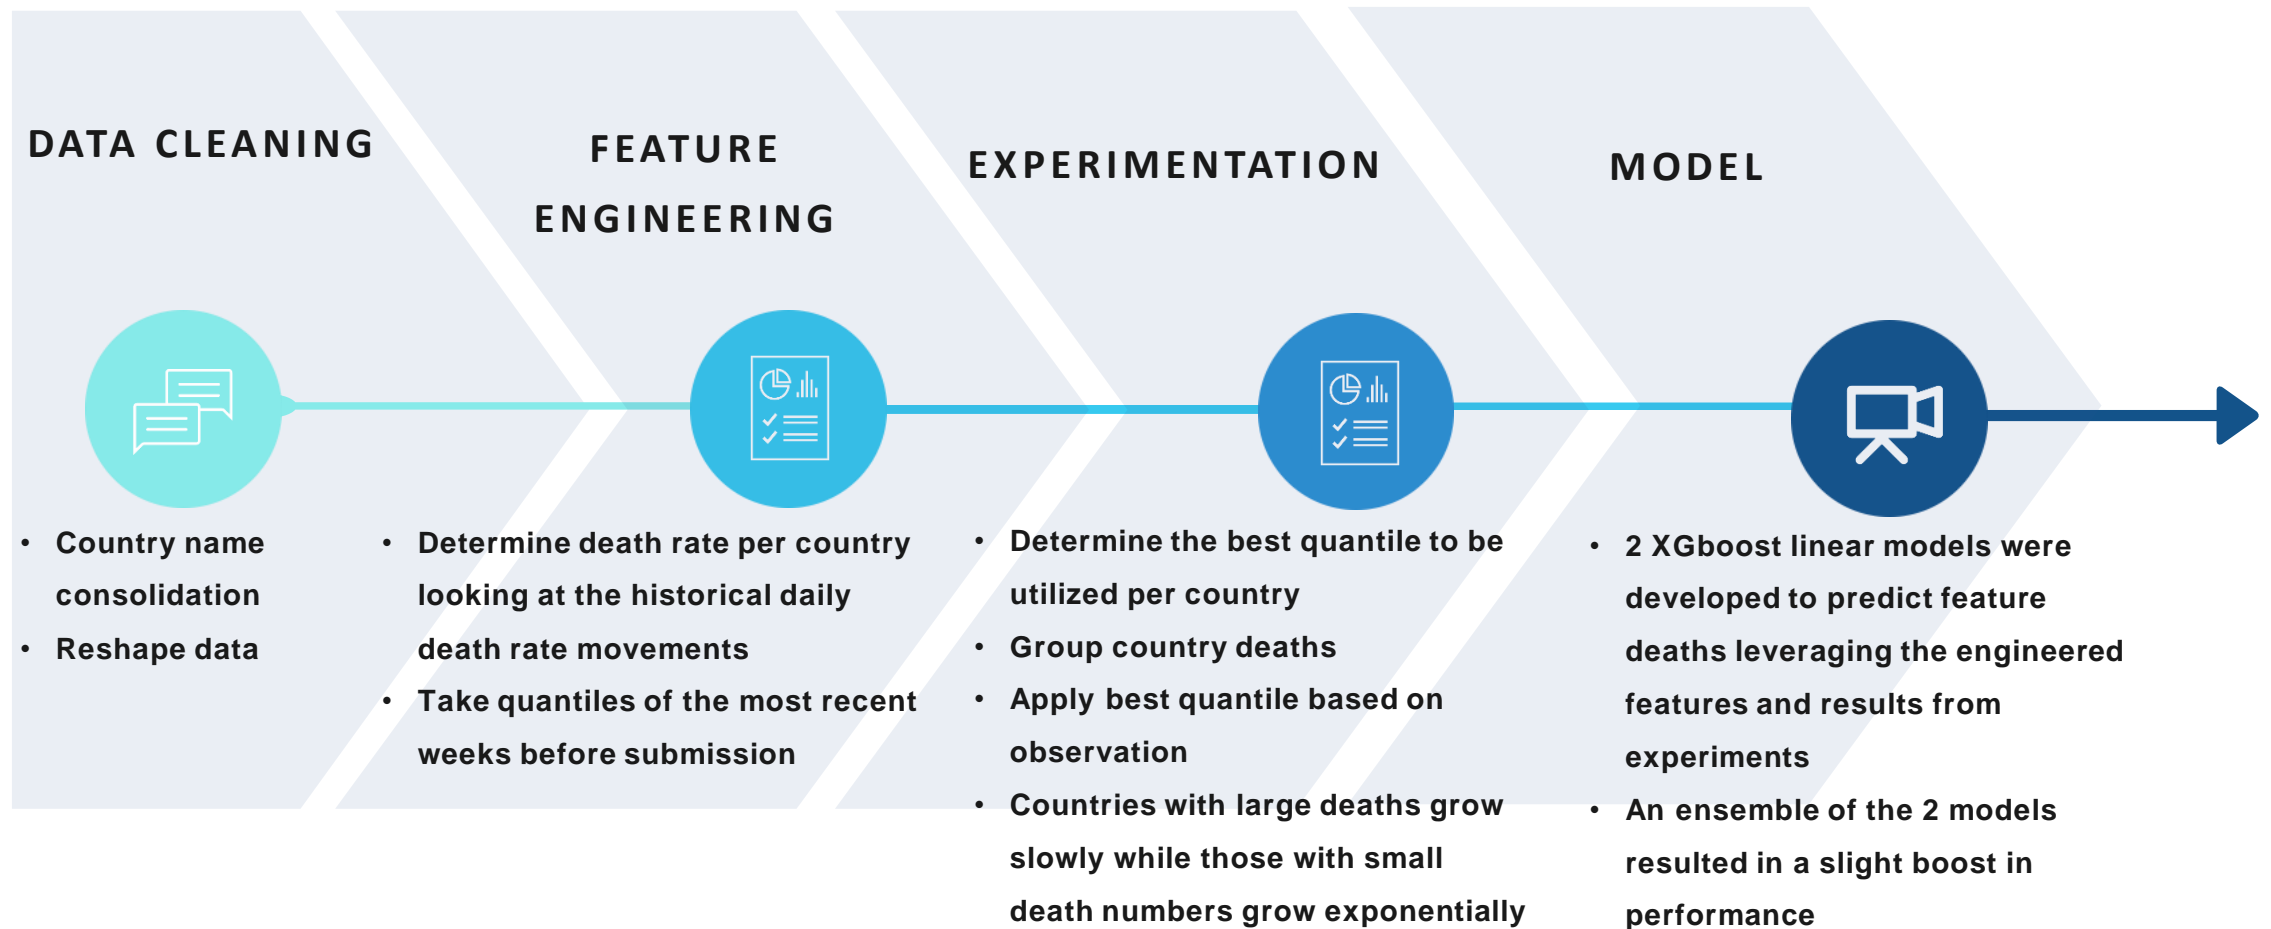 DATA CLEANING
• Country name
consolidation
• Reshape data
FEATURE
ENGINEERING
• Determine death rate per country
looking at the historical daily
death rate movements
• Take quantiles of the most recent
weeks before submission
EXPERIMENTATION
• Determine the best quantile to be
utilized per country
• Group country deaths
• Apply best quantile based on
observation
• Countries with large deaths grow
slowly while those with small
death numbers grow exponentially
MODEL
• 2 XGboost linear models were
developed to predict feature
deaths leveraging the engineered
features and results from
experiments
• An ensemble of the 2 models
resulted in a slight boost in
performance